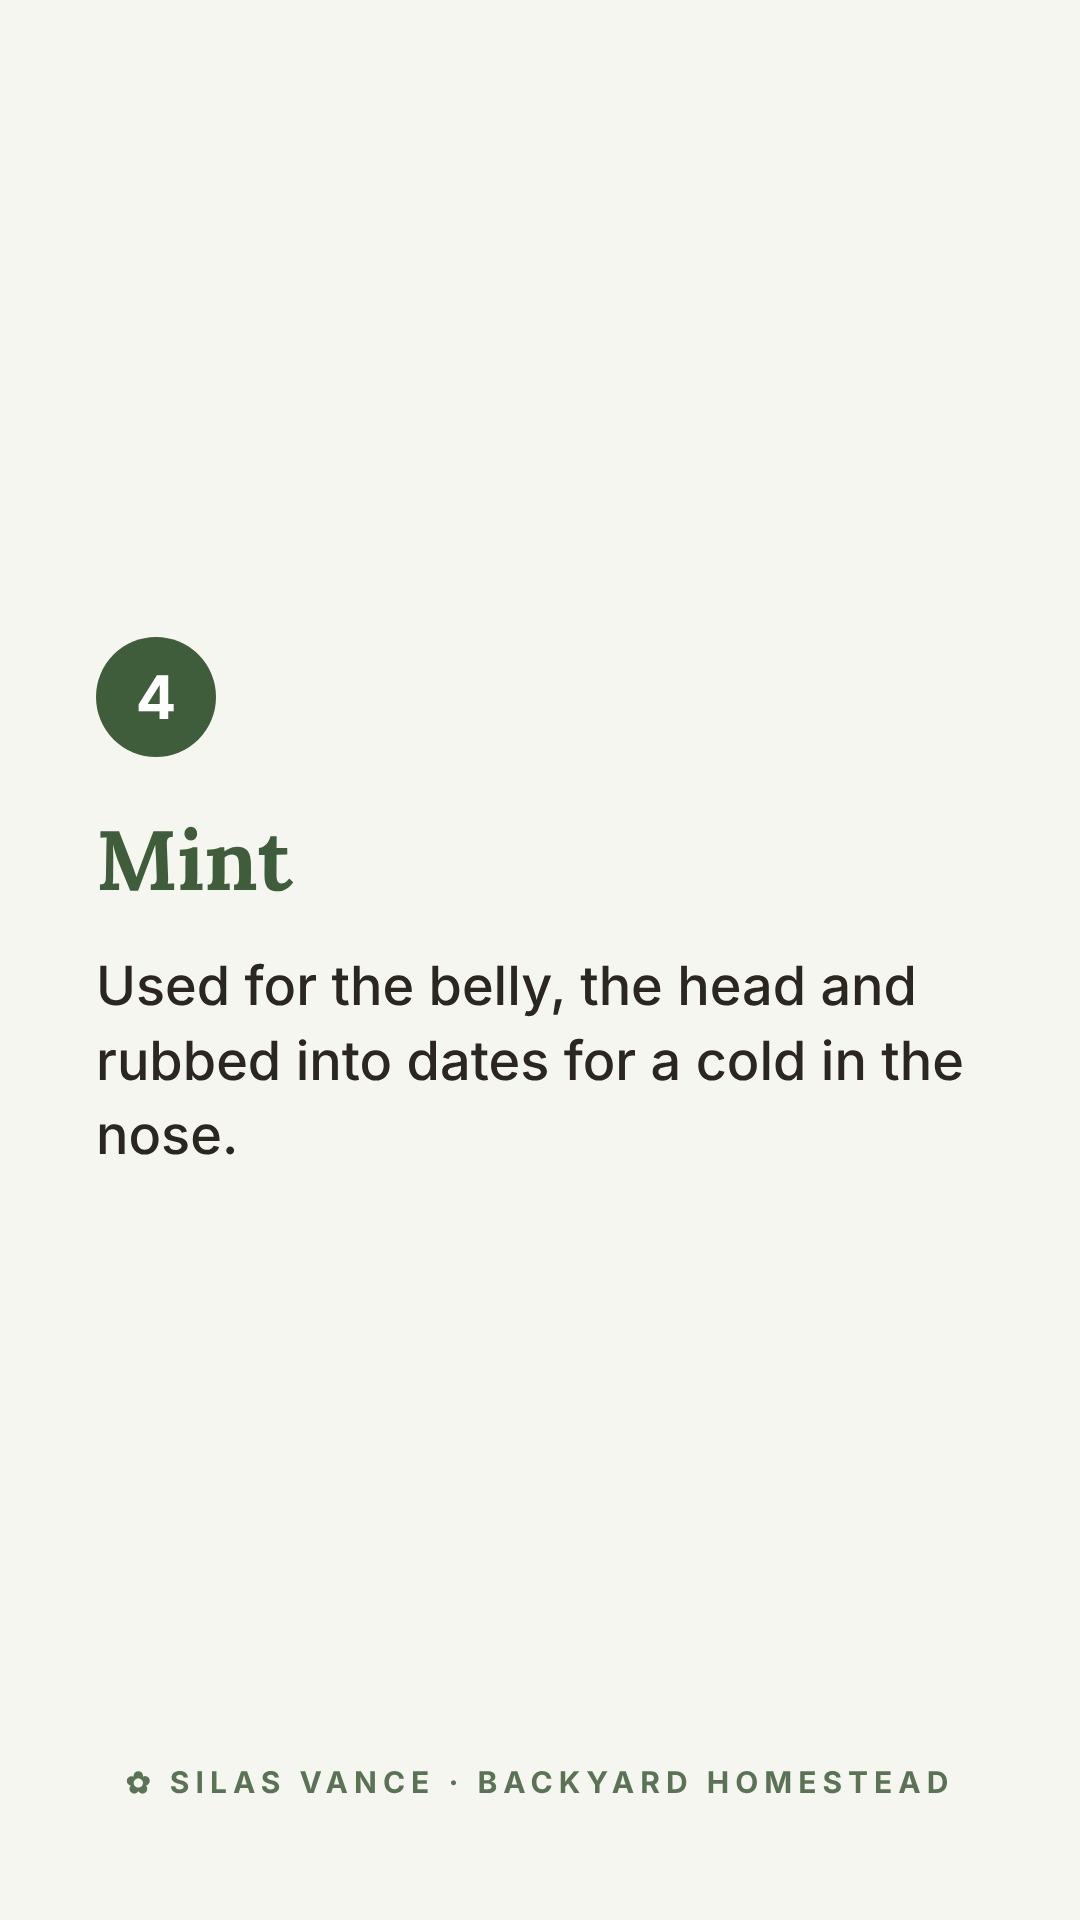 4
Mint
Used for the belly, the head and
rubbed into dates for a cold in the
nose.
✿ SILAS VANCE · BACKYARD HOMESTEAD